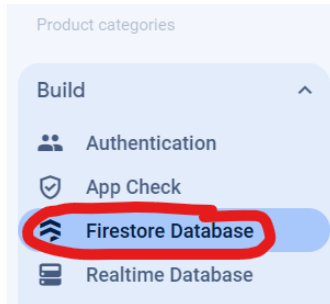 Product categories
Build
Authentication
App Check
Firestore Database
Realtime Database